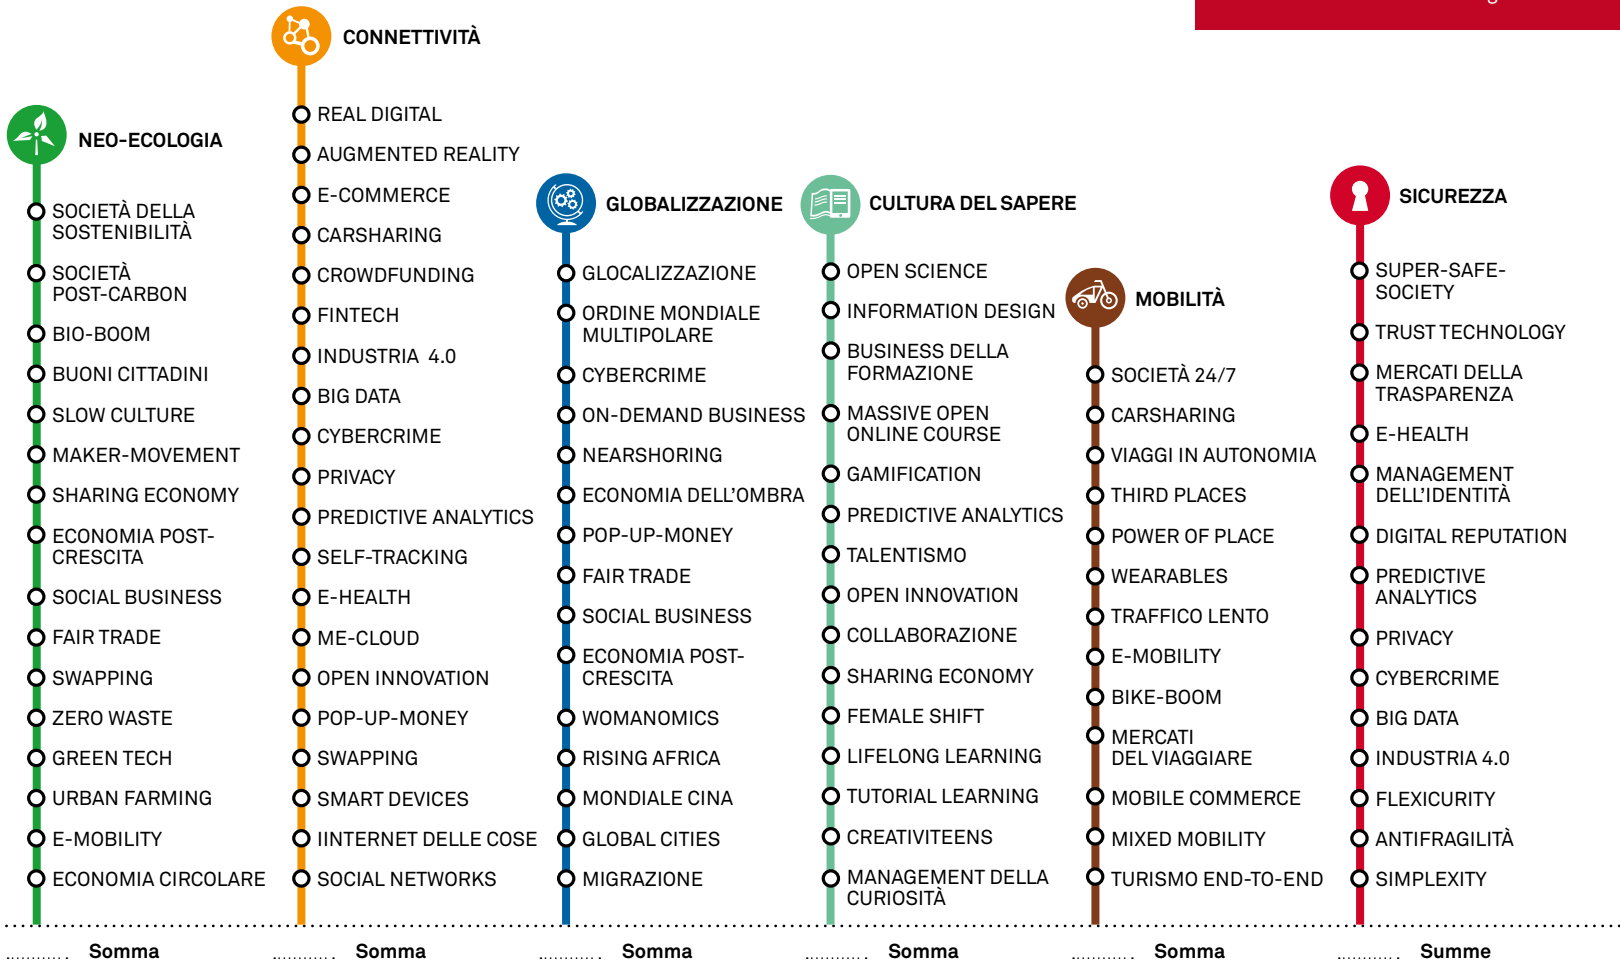 CONNETTIVITÀ
REAL DIGITAL
AUGMENTED REALITY
E-COMMERCE
CARSHARING
CROWDFUNDING
FINTECH
INDUSTRIA 4.0
BIG DATA
CYBERCRIME
PRIVACY
PREDICTIVE ANALYTICS
SELF-TRACKING
E-HEALTH
ME-CLOUD
OPEN INNOVATION
POP-UP-MONEY
SWAPPING
SMART DEVICES
IINTERNET DELLE COSE
SOCIAL NETWORKS
Somma
NEO-ECOLOGIA
SOCIETÀ DELLA
SOSTENIBILITÀ
SOCIETÀ
POST-CARBON
BIO-BOOM
BUONI CITTADINI
SLOW CULTURE
MAKER-MOVEMENT
SHARING ECONOMY
ECONOMIA POST-
CRESCITA
SOCIAL BUSINESS
FAIR TRADE
SWAPPING
ZERO WASTE
GREEN TECH
URBAN FARMING
E-MOBILITY
ECONOMIA CIRCOLARE
Somma
GLOBALIZZAZIONE
GLOCALIZZAZIONE
ORDINE MONDIALE
MULTIPOLARE
CYBERCRIME
ON-DEMAND BUSINESS
NEARSHORING
ECONOMIA DELL’OMBRA
POP-UP-MONEY
FAIR TRADE
SOCIAL BUSINESS
ECONOMIA POST-
CRESCITA
WOMANOMICS
RISING AFRICA
MONDIALE CINA
GLOBAL CITIES
MIGRAZIONE
Somma
CULTURA DEL SAPERE
OPEN SCIENCE
INFORMATION DESIGN
BUSINESS DELLA
FORMAZIONE
MASSIVE OPEN
ONLINE COURSE
GAMIFICATION
PREDICTIVE ANALYTICS
TALENTISMO
OPEN INNOVATION
COLLABORAZIONE
SHARING ECONOMY
FEMALE SHIFT
LIFELONG LEARNING
TUTORIAL LEARNING
CREATIVITEENS
MANAGEMENT DELLA
CURIOSITÀ
Somma
MOBILITÀ
SOCIETÀ 24/7
CARSHARING
VIAGGI IN AUTONOMIA
THIRD PLACES
POWER OF PLACE
WEARABLES
TRAFFICO LENTO
E-MOBILITY
BIKE-BOOM
MERCATI
DEL VIAGGIARE
MOBILE COMMERCE
MIXED MOBILITY
TURISMO END-TO-END
Somma
SICUREZZA
SUPER-SAFE-
SOCIETY
TRUST TECHNOLOGY
MERCATI DELLA
TRASPARENZA
E-HEALTH
MANAGEMENT
DELL’IDENTITÀ
DIGITAL REPUTATION
PREDICTIVE
ANALYTICS
PRIVACY
CYBERCRIME
BIG DATA
INDUSTRIA 4.0
FLEXICURITY
ANTIFRAGILITÀ
SIMPLEXITY
Summe